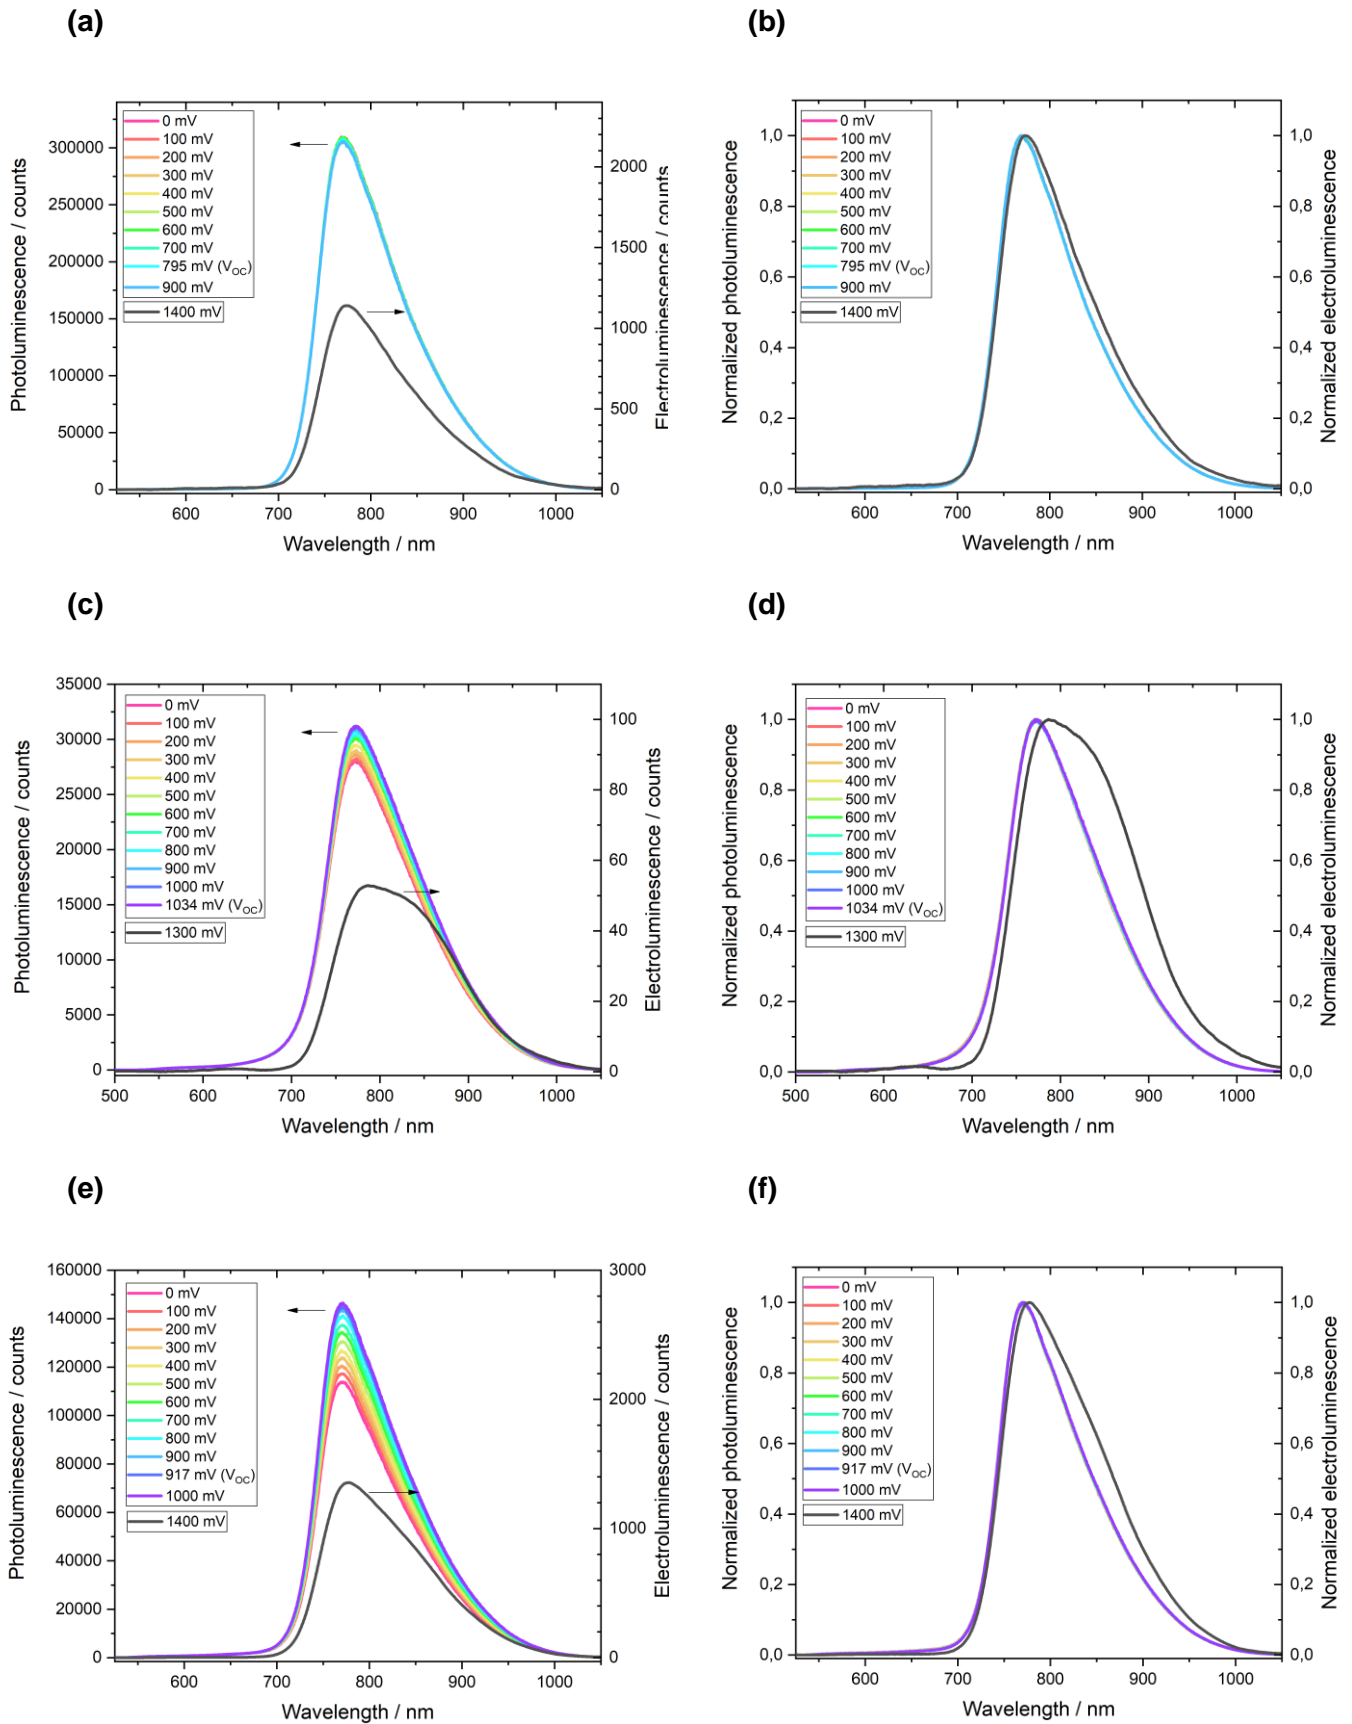 (a)
(b)
Photoluminescence / counts
300000
250000
200000
150000
100000
50000
0
0 mV
100 mV
200 mV
300 mV
400 mV
500 mV
600 mV
700 mV
795 mV (VOC)
900 mV
1400 mV
2000
1500
1000
500
0
Electroluminescence / counts
600 700 800 900 1000
Wavelength / nm
Normalized photoluminescence
1,0
0,8
0,6
0,4
0,2
0,0
0 mV
100 mV
200 mV
300 mV
400 mV
500 mV
600 mV
700 mV
795 mV (VOC)
900 mV
1400 mV
1,0
0,8
0,6
0,4
0,2
0,0
Normalized electroluminescence
600 700 800 900 1000
Wavelength / nm
(c)
(d)
Photoluminescence / counts
35000
30000
25000
20000
15000
10000
5000
0
0 mV
100 mV
200 mV
300 mV
400 mV
500 mV
600 mV
700 mV
800 mV
900 mV
1000 mV
1034 mV (VOC)
1300 mV
100
80
60
40
20
0
Electroluminescence / counts
500 600 700 800 900 1000
Wavelength / nm
Normalized photoluminescence
1,0
0,8
0,6
0,4
0,2
0,0
0 mV
100 mV
200 mV
300 mV
400 mV
500 mV
600 mV
700 mV
800 mV
900 mV
1000 mV
1034 mV (VOC)
1300 mV
1,0
0,8
0,6
0,4
0,2
0,0
Normalized electroluminescence
500 600 700 800 900 1000
Wavelength / nm
(e)
(f)
Photoluminescence / counts
160000
140000
120000
100000
80000
60000
40000
20000
0
0 mV
100 mV
200 mV
300 mV
400 mV
500 mV
600 mV
700 mV
800 mV
900 mV
917 mV (VOC)
1000 mV
1400 mV
3000
2000
1000
0
Electroluminescence / counts
600 700 800 900 1000
Wavelength / nm
Normalized photoluminescence
1,0
0,8
0,6
0,4
0,2
0,0
0 mV
100 mV
200 mV
300 mV
400 mV
500 mV
600 mV
700 mV
800 mV
900 mV
917 mV (VOC)
1000 mV
1400 mV
1,0
0,8
0,6
0,4
0,2
0,0
Normalized electroluminescence
600 700 800 900 1000
Wavelength / nm